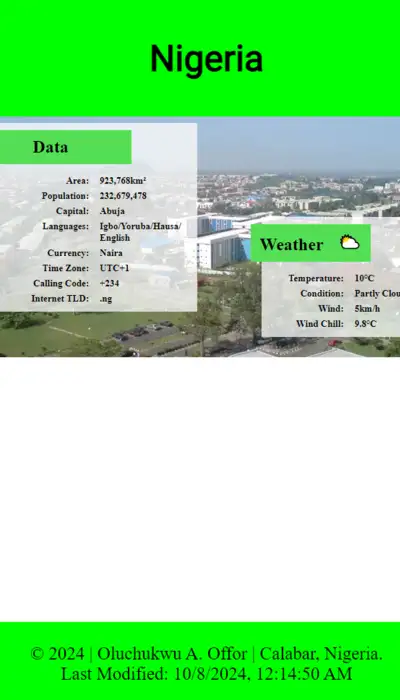 Nigeria
Data
Area: 923,768km²
Population: 232,679,478
Capital: Abuja
Languages: Igbo/Yoruba/Hausa/
English
Currency: Naira
Time Zone: UTC+1
Calling Code: +234
Internet TLD: .ng
Weather
Temperature: 10°C
Condition: Partly Clou
Wind: 5km/h
Wind Chill: 9.8°C
© 2024 | Oluchukwu A. Offor | Calabar, Nigeria.
Last Modified: 10/8/2024, 12:14:50 AM